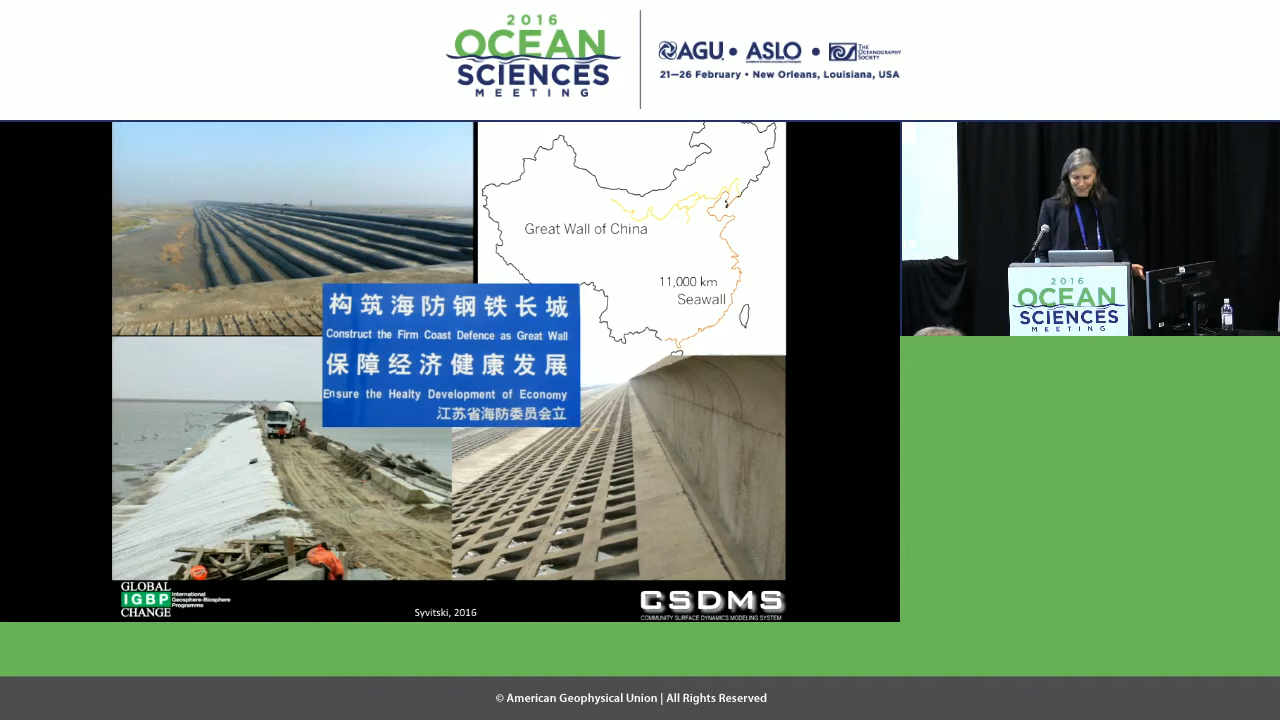 2016
OCEAN
SCIENCES
MEETING
AGU • ASLO • THE OCEANOGRAPHY SOCIETY
21—26 February • New Orleans, Louisiana, USA
Great Wall of China
11,000 km
Seawall
构筑海防钢铁长城
Construct the Firm Coast Defence as Great Wall
保障经济健康发展
Ensure the Healty Development of Economy
江苏省海防委员会立
2016
OCEAN
SCIENCES
MEETING
GLOBAL
IGBP
CHANGE
International
Geosphere-Biosphere
Programme
Syvitski, 2016
CSDMS
COMMUNITY SURFACE DYNAMICS MODELING SYSTEM
© American Geophysical Union | All Rights Reserved